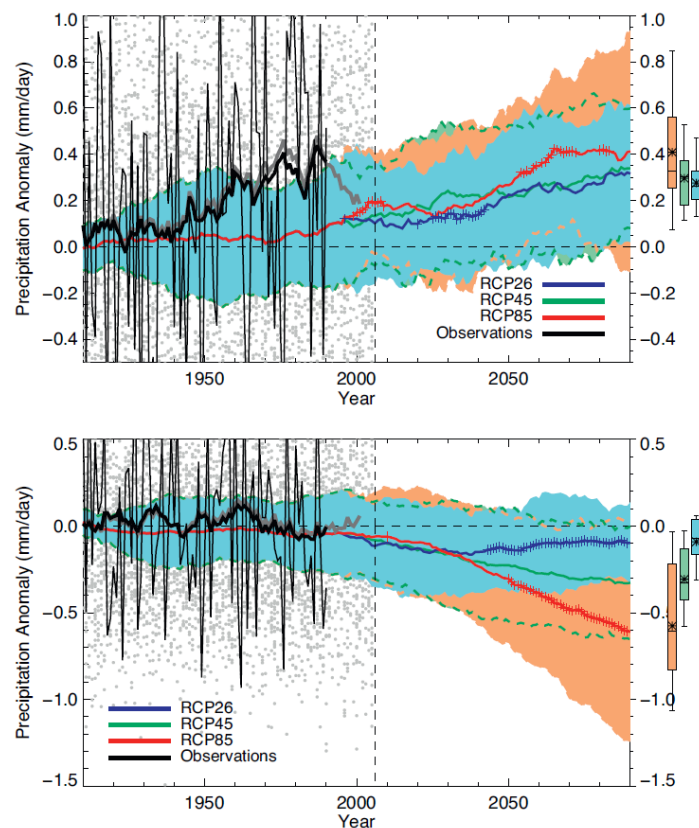 Precipitation Anomaly (mm/day)
1.0 1.0
0.8 0.8
0.6 0.6
0.4 0.4
0.2 0.2
0.0 0.0
−0.2 −0.2
−0.4 −0.4
RCP26
RCP45
RCP85
Observations
1950 2000 2050
Year
Precipitation Anomaly (mm/day)
0.5 0.5
0.0 0.0
−0.5 −0.5
−1.0 −1.0
−1.5 −1.5
RCP26
RCP45
RCP85
Observations
1950 2000 2050
Year